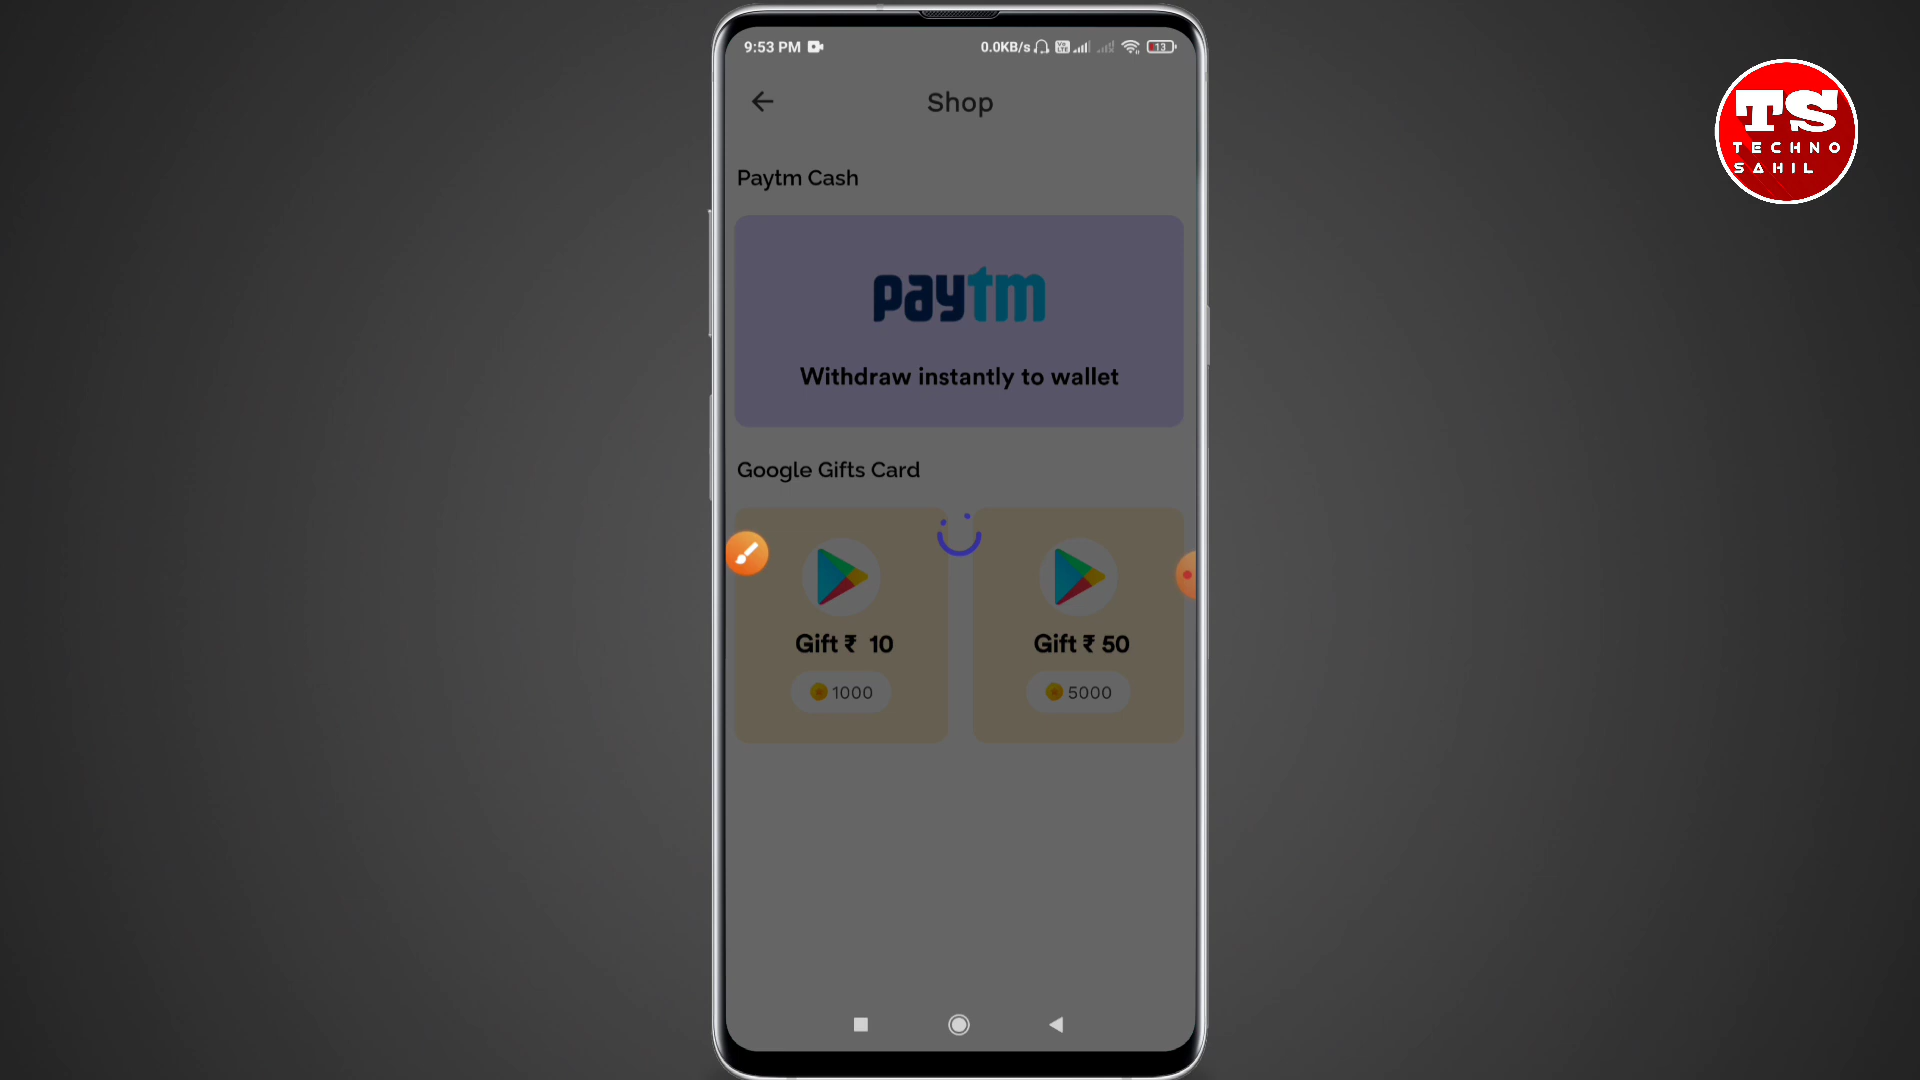 9:53 PM
0.0KB/s
13
Shop
Paytm Cash
paytm
Withdraw instantly to wallet
Google Gifts Card
Gift ₹ 10
Gift ₹ 50
1000
5000
TS
TECHNO
SAHIL